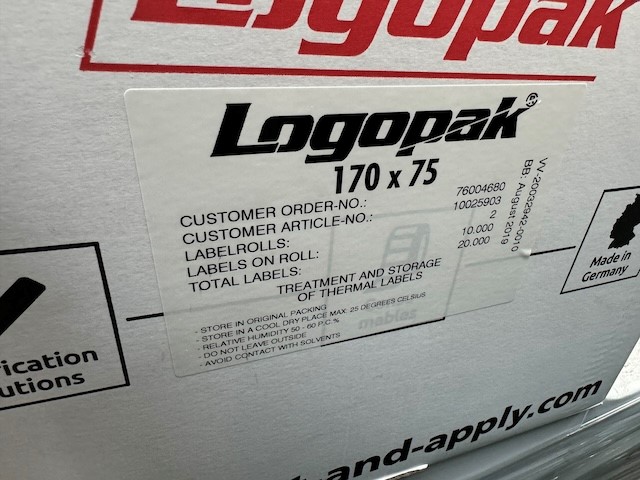 Logopak
Logopak®
170 x 75
CUSTOMER ORDER-NO.: 76004680
CUSTOMER ARTICLE-NO.: 10025903
LABELROLLS: 2
LABELS ON ROLL: 10.000
TOTAL LABELS: 20.000
VV-20032942-0010
BB: August 2019
TREATMENT AND STORAGE
OF THERMAL LABELS
- STORE IN ORIGINAL PACKING
- STORE IN A COOL DRY PLACE MAX. 25 DEGREES CELSIUS
- RELATIVE HUMIDITY 50 - 60 P.C.%
- DO NOT LEAVE OUTSIDE
- AVOID CONTACT WITH SOLVENTS
Made in
Germany
ication
utions
-and-apply.com